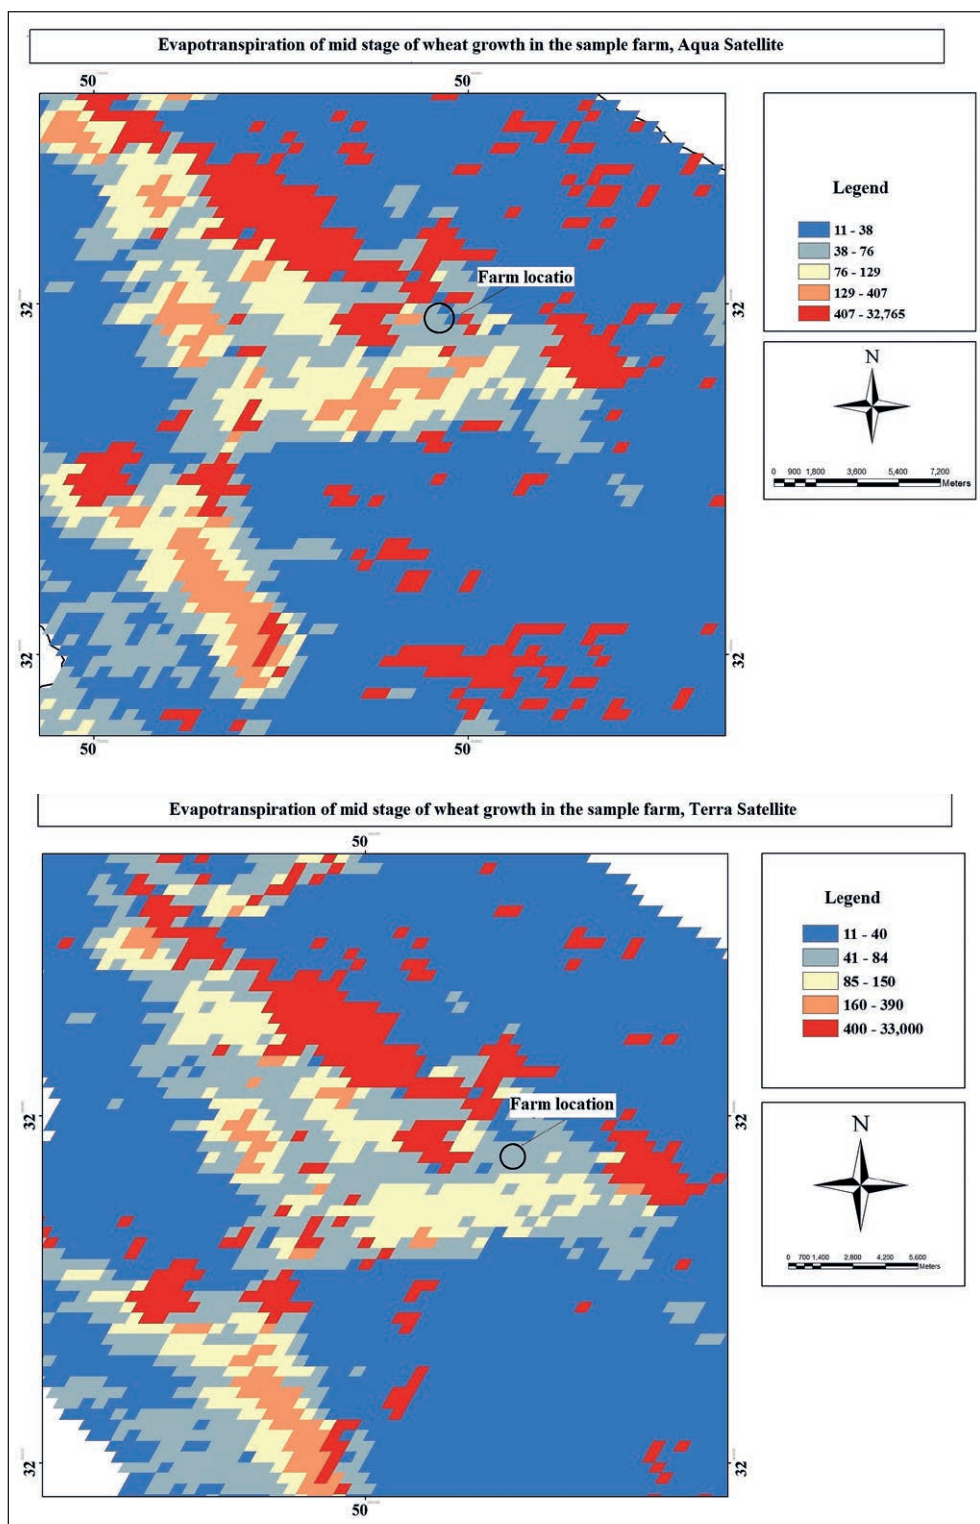 Evapotranspiration of mid stage of wheat growth in the sample farm, Aqua Satellite
50
50
Legend
11 - 38
38 - 76
76 - 129
129 - 407
407 - 32,765
Farm locatio
32
32
N
0 900 1,800 3,600 5,400 7,200
Meters
32
32
50
50
Evapotranspiration of mid stage of wheat growth in the sample farm, Terra Satellite
50
Legend
11 - 40
41 - 84
85 - 150
160 - 390
400 - 33,000
Farm location
32
32
N
0 700 1,400 2,800 4,200 5,600
Meters
32
32
50